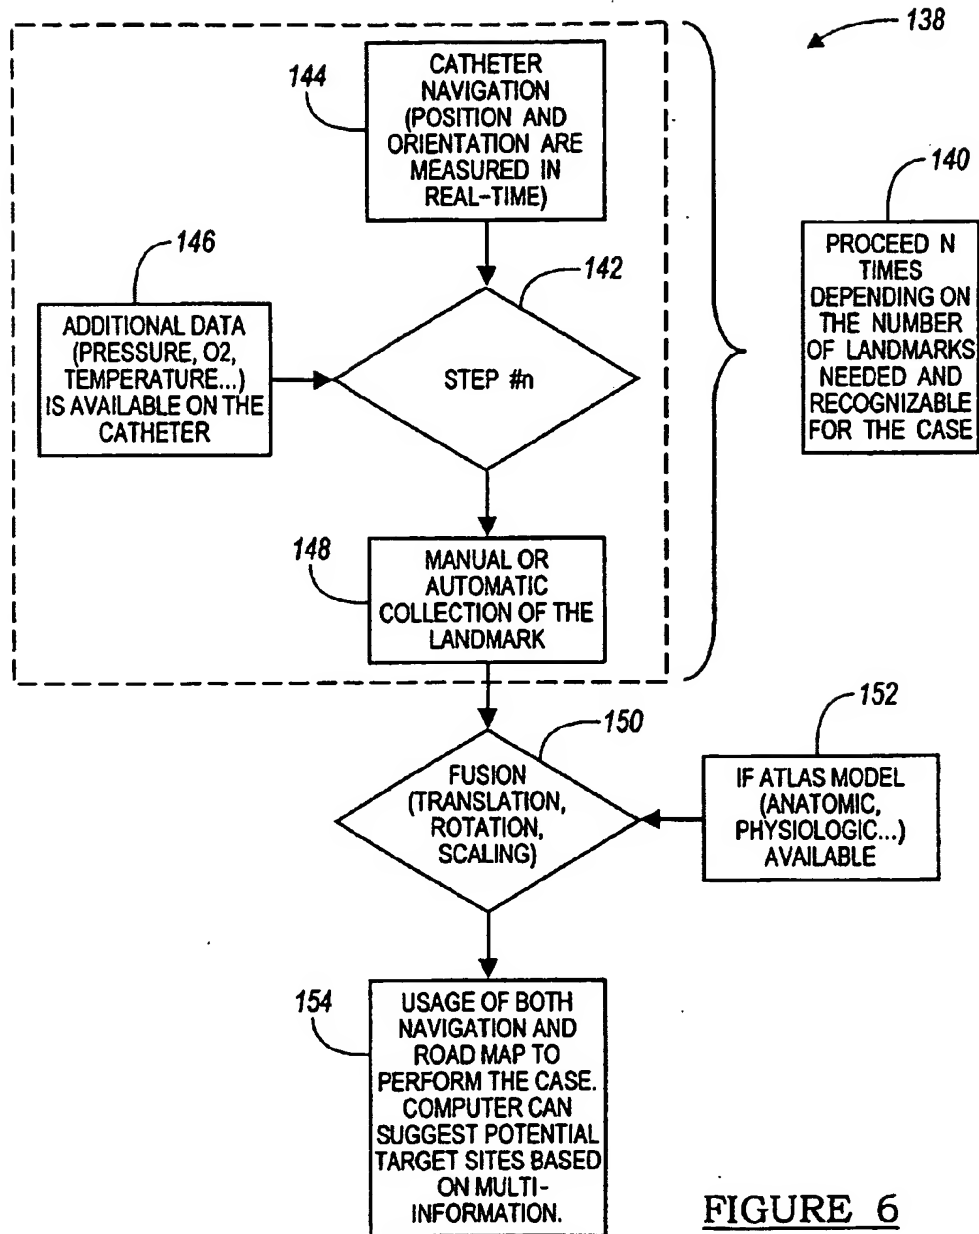 138
144
CATHETER
NAVIGATION
(POSITION AND
ORIENTATION ARE
MEASURED IN
REAL-TIME)
140
PROCEED N
TIMES
DEPENDING ON
THE NUMBER
OF LANDMARKS
NEEDED AND
RECOGNIZABLE
FOR THE CASE
146
ADDITIONAL DATA
(PRESSURE, O2,
TEMPERATURE...)
IS AVAILABLE ON THE
CATHETER
142
STEP #n
148
MANUAL OR
AUTOMATIC
COLLECTION OF THE
LANDMARK
150
FUSION
(TRANSLATION,
ROTATION,
SCALING)
152
IF ATLAS MODEL
(ANATOMIC,
PHYSIOLOGIC...)
AVAILABLE
154
USAGE OF BOTH
NAVIGATION AND
ROAD MAP TO
PERFORM THE CASE.
COMPUTER CAN
SUGGEST POTENTIAL
TARGET SITES BASED
ON MULTI-
INFORMATION.
FIGURE 6